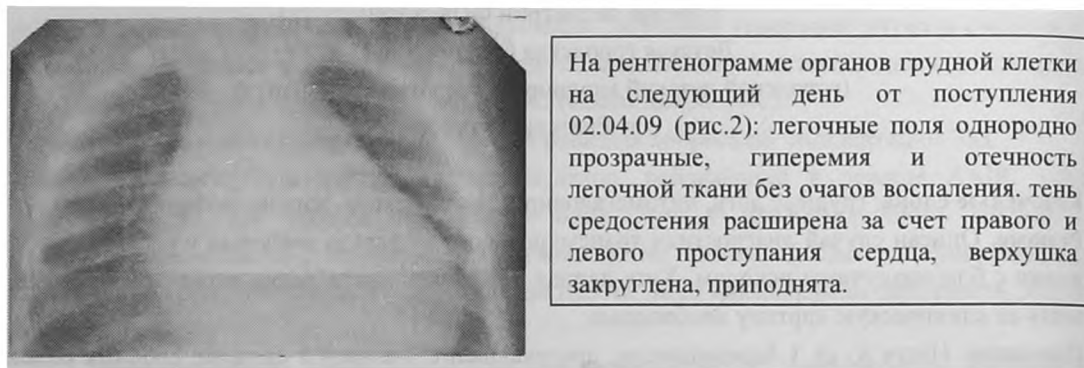 На рентгенограмме органов грудной клетки
на следующий день от поступления
02.04.09 (рис.2): легочные поля однородно
прозрачные, гиперемия и отечность
легочной ткани без очагов воспаления. тень
средостения расширена за счет правого и
левого проступания сердца, верхушка
закруглена, приподнята.